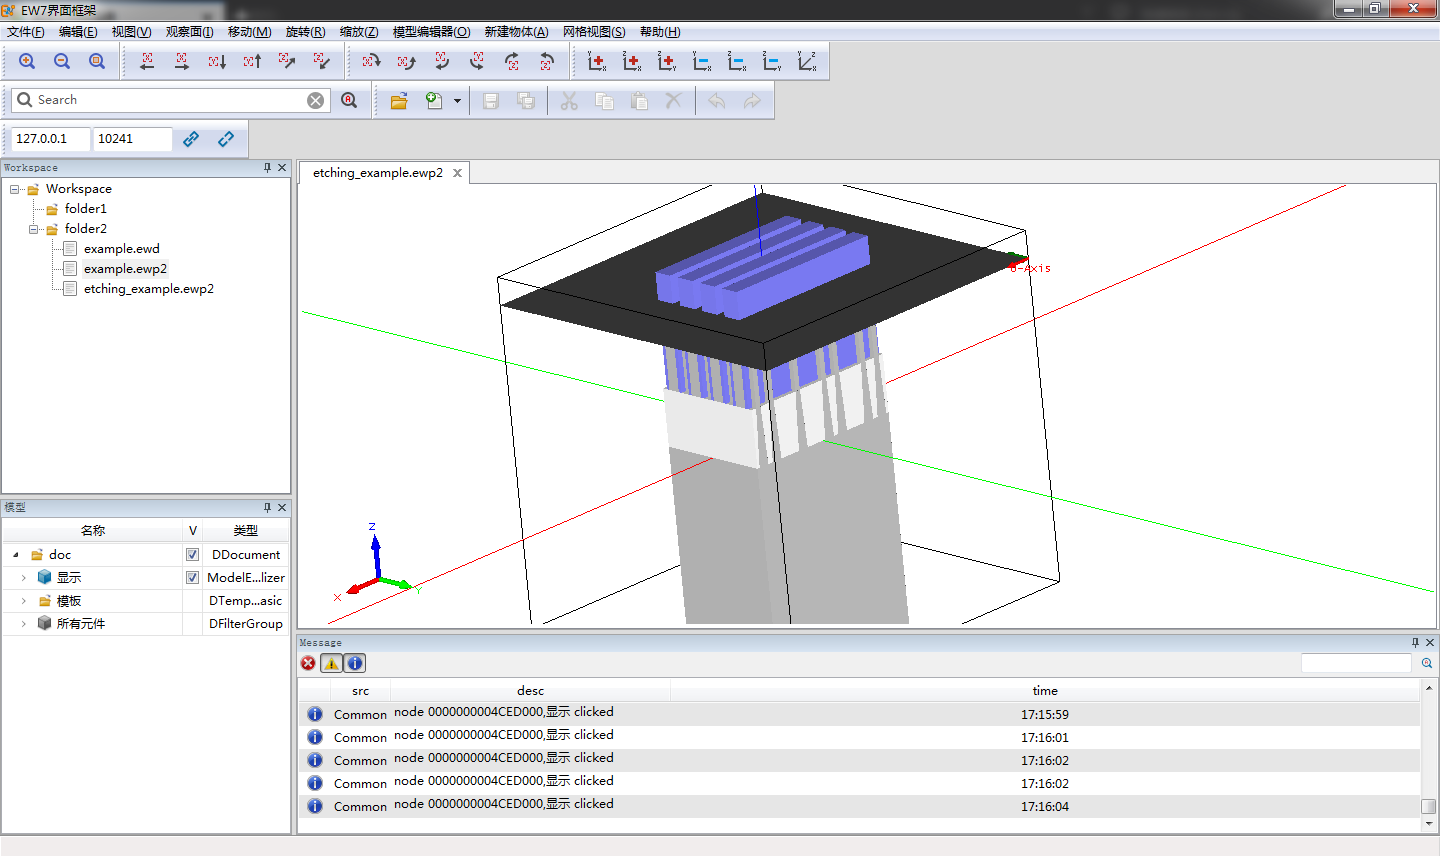 EW7界面框架
文件(F) 编辑(E) 视图(V) 观察面(I) 移动(M) 旋转(R) 缩放(Z) 模型编辑器(O) 新建物体(A) 网格视图(S) 帮助(H)
Search
127.0.0.1 10241
Workspace
Workspace
folder1
folder2
example.ewd
example.ewp2
etching_example.ewp2
etching_example.ewp2
-Axis
Z
X
Y
模型
名称 V 类型
doc DDocument
显示 ModelE...lizer
模板 DTemp...asic
所有元件 DFilterGroup
Message
src desc time
Common node 0000000004CED000,显示 clicked 17:15:59
Common node 0000000004CED000,显示 clicked 17:16:01
Common node 0000000004CED000,显示 clicked 17:16:02
Common node 0000000004CED000,显示 clicked 17:16:02
Common node 0000000004CED000,显示 clicked 17:16:04